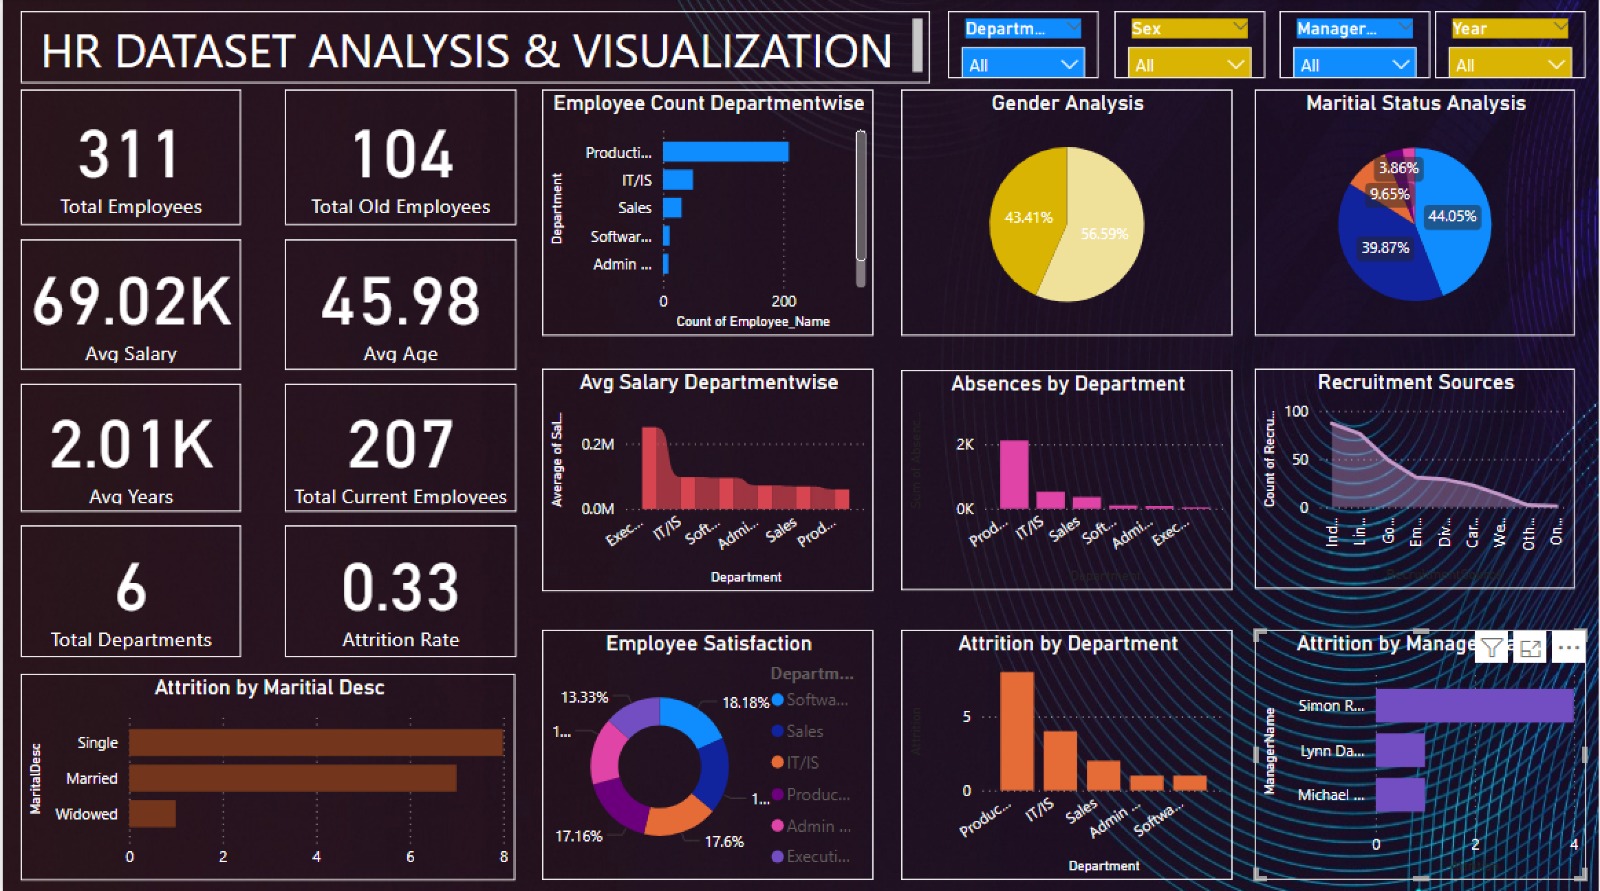 HR DATASET ANALYSIS & VISUALIZATION
Departm...
All
Sex
All
Manager...
All
Year
All
311
Total Employees
104
Total Old Employees
69.02K
Avg Salary
45.98
Avg Age
2.01K
Avg Years
207
Total Current Employees
6
Total Departments
0.33
Attrition Rate
Employee Count Departmentwise
Department
Producti...
IT/IS
Sales
Softwar...
Admin ...
0
200
Count of Employee_Name
Gender Analysis
43.41%
56.59%
Maritial Status Analysis
3.86%
9.65%
44.05%
39.87%
Avg Salary Departmentwise
Average of Sal...
0.2M
0.0M
Exec...
IT/IS
Soft...
Admi...
Sales
Prod...
Department
Absences by Department
Sum of Absenc...
2K
0K
Prod...
IT/IS
Sales
Soft...
Admi...
Exec...
Department
Recruitment Sources
Count of Recru...
100
50
0
Ind...
Lin...
Go...
Em...
Div...
Car...
We...
Oth...
On...
Attrition by Maritial Desc
MaritalDesc
Single
Married
Widowed
0
2
4
6
8
Employee Satisfaction
13.33%
18.18%
1...
1...
17.16%
17.6%
Departm...
Softwa...
Sales
IT/IS
Produc...
Admin ...
Executi...
Attrition by Department
Attrition
5
0
Produc...
IT/IS
Sales
Admin ...
Softwa...
Department
Attrition by Manage
ManagerName
Simon R...
Lynn Da...
Michael ...
0
2
4